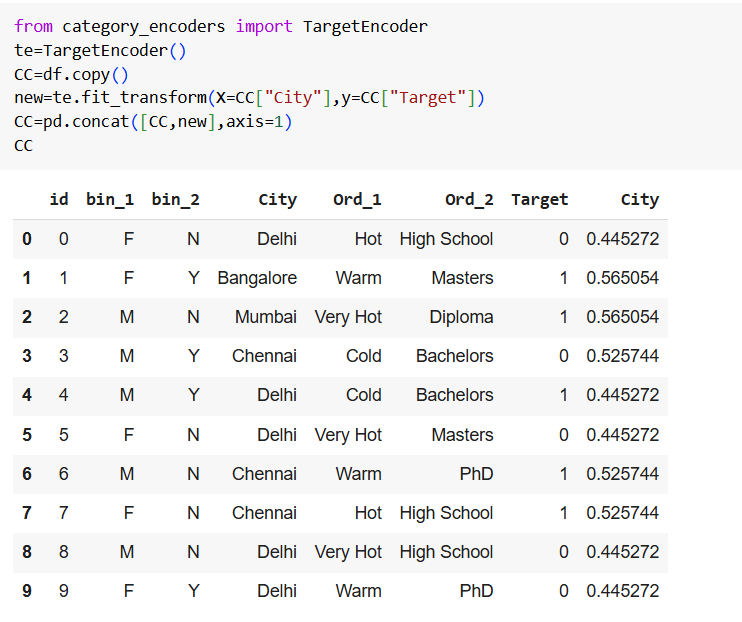 from category_encoders import TargetEncoder
te=TargetEncoder()
CC=df.copy()
new=te.fit_transform(X=CC["City"],y=CC["Target"])
CC=pd.concat([CC,new],axis=1)
CC
id bin_1 bin_2 City Ord_1 Ord_2 Target City
0 0 F N Delhi Hot High School 0 0.445272
1 1 F Y Bangalore Warm Masters 1 0.565054
2 2 M N Mumbai Very Hot Diploma 1 0.565054
3 3 M Y Chennai Cold Bachelors 0 0.525744
4 4 M Y Delhi Cold Bachelors 1 0.445272
5 5 F N Delhi Very Hot Masters 0 0.445272
6 6 M N Chennai Warm PhD 1 0.525744
7 7 F N Chennai Hot High School 1 0.525744
8 8 M N Delhi Very Hot High School 0 0.445272
9 9 F Y Delhi Warm PhD 0 0.445272